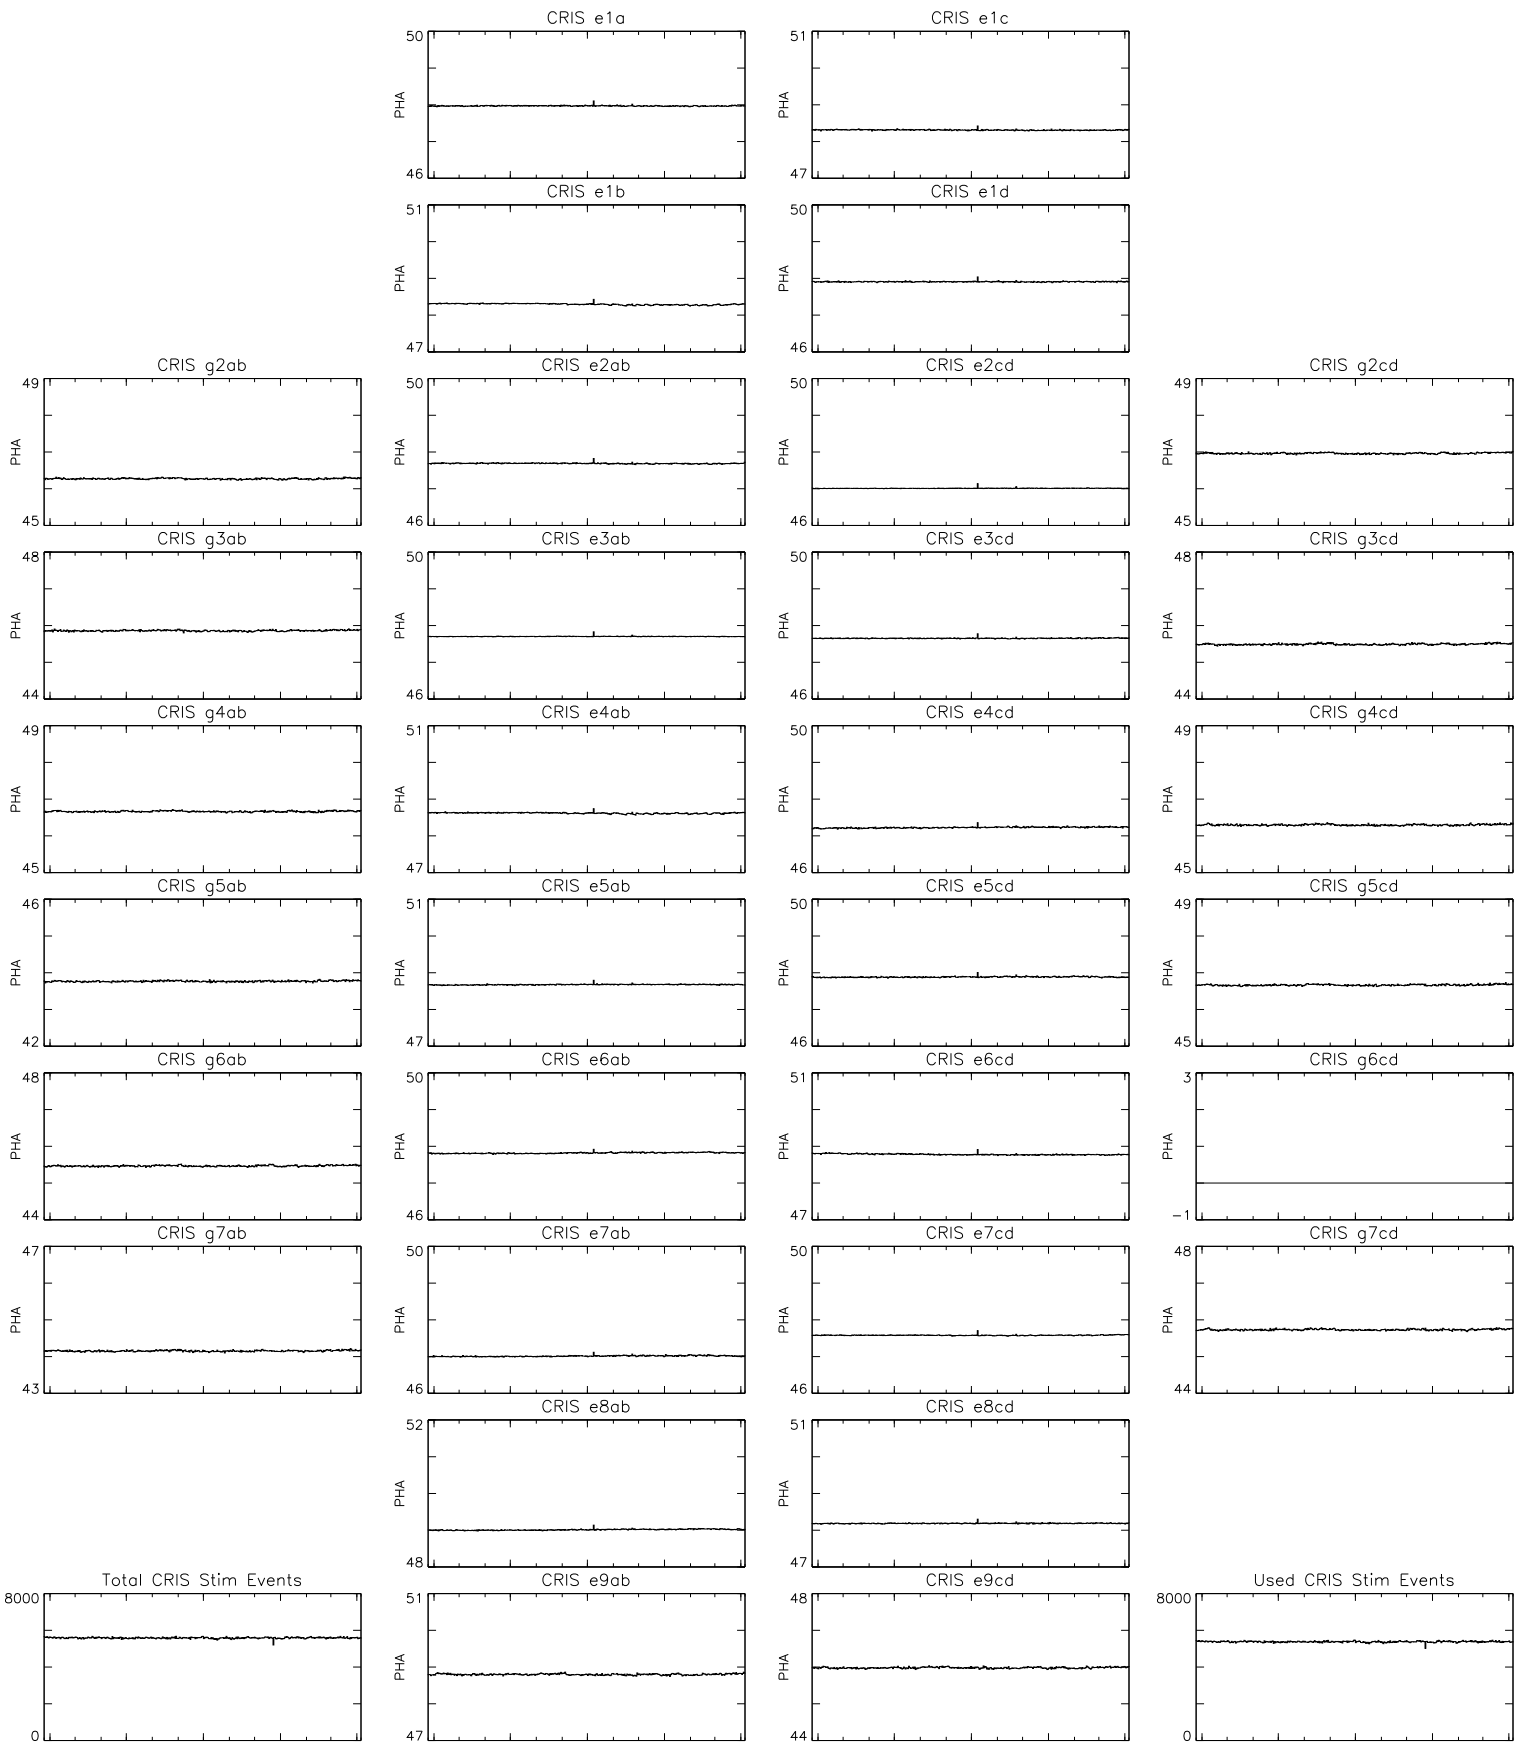 CRIS e1a
50
PHA
46
CRIS e1c
51
PHA
47
CRIS e1b
51
PHA
47
CRIS e1d
50
PHA
46
CRIS g2ab
49
PHA
45
CRIS e2ab
50
PHA
46
CRIS e2cd
50
PHA
46
CRIS g2cd
49
PHA
45
CRIS g3ab
48
PHA
44
CRIS e3ab
50
PHA
46
CRIS e3cd
50
PHA
46
CRIS g3cd
48
PHA
44
CRIS g4ab
49
PHA
45
CRIS e4ab
51
PHA
47
CRIS e4cd
50
PHA
46
CRIS g4cd
49
PHA
45
CRIS g5ab
46
PHA
42
CRIS e5ab
51
PHA
47
CRIS e5cd
50
PHA
46
CRIS g5cd
49
PHA
45
CRIS g6ab
48
PHA
44
CRIS e6ab
50
PHA
46
CRIS e6cd
51
PHA
47
CRIS g6cd
3
PHA
-1
CRIS g7ab
47
PHA
43
CRIS e7ab
50
PHA
46
CRIS e7cd
50
PHA
46
CRIS g7cd
48
PHA
44
CRIS e8ab
52
PHA
48
CRIS e8cd
51
PHA
47
Total CRIS Stim Events
8000
0
CRIS e9ab
51
PHA
47
CRIS e9cd
48
PHA
44
Used CRIS Stim Events
8000
0